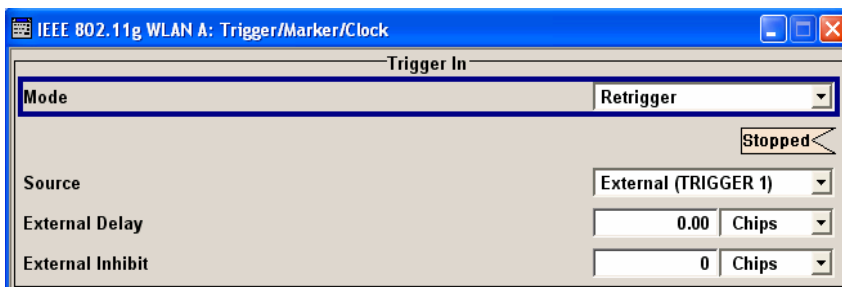 IEEE 802.11g WLAN A: Trigger/Marker/Clock
Trigger In
Mode Retrigger
Stopped
Source External (TRIGGER 1)
External Delay 0.00 Chips
External Inhibit 0 Chips